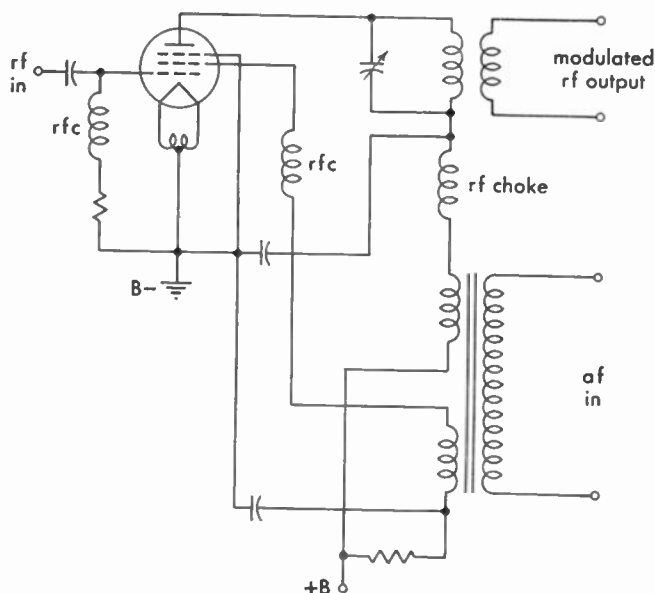 rf
in
modulated
rf output
rfc
rfc
rf choke
B−
af
in
+B